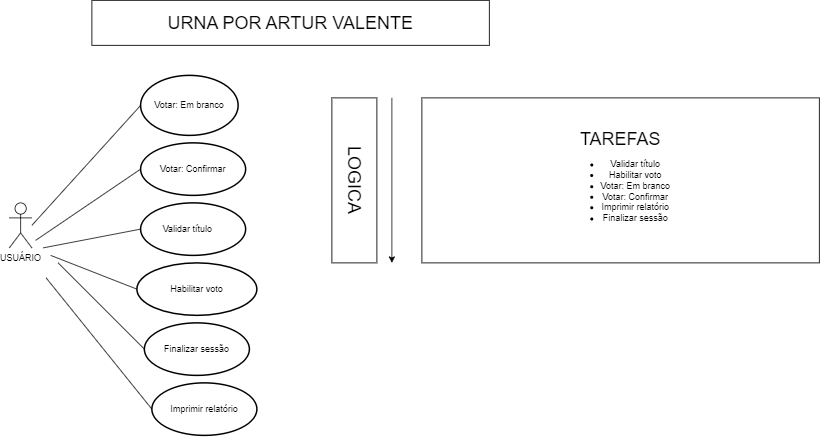 URNA POR ARTUR VALENTE
Votar: Em branco
Votar: Confirmar
Validar título
Habilitar voto
Finalizar sessão
Imprimir relatório
USUÁRIO
LOGICA
TAREFAS
Validar título
Habilitar voto
Votar: Em branco
Votar: Confirmar
Imprimir relatório
Finalizar sessão